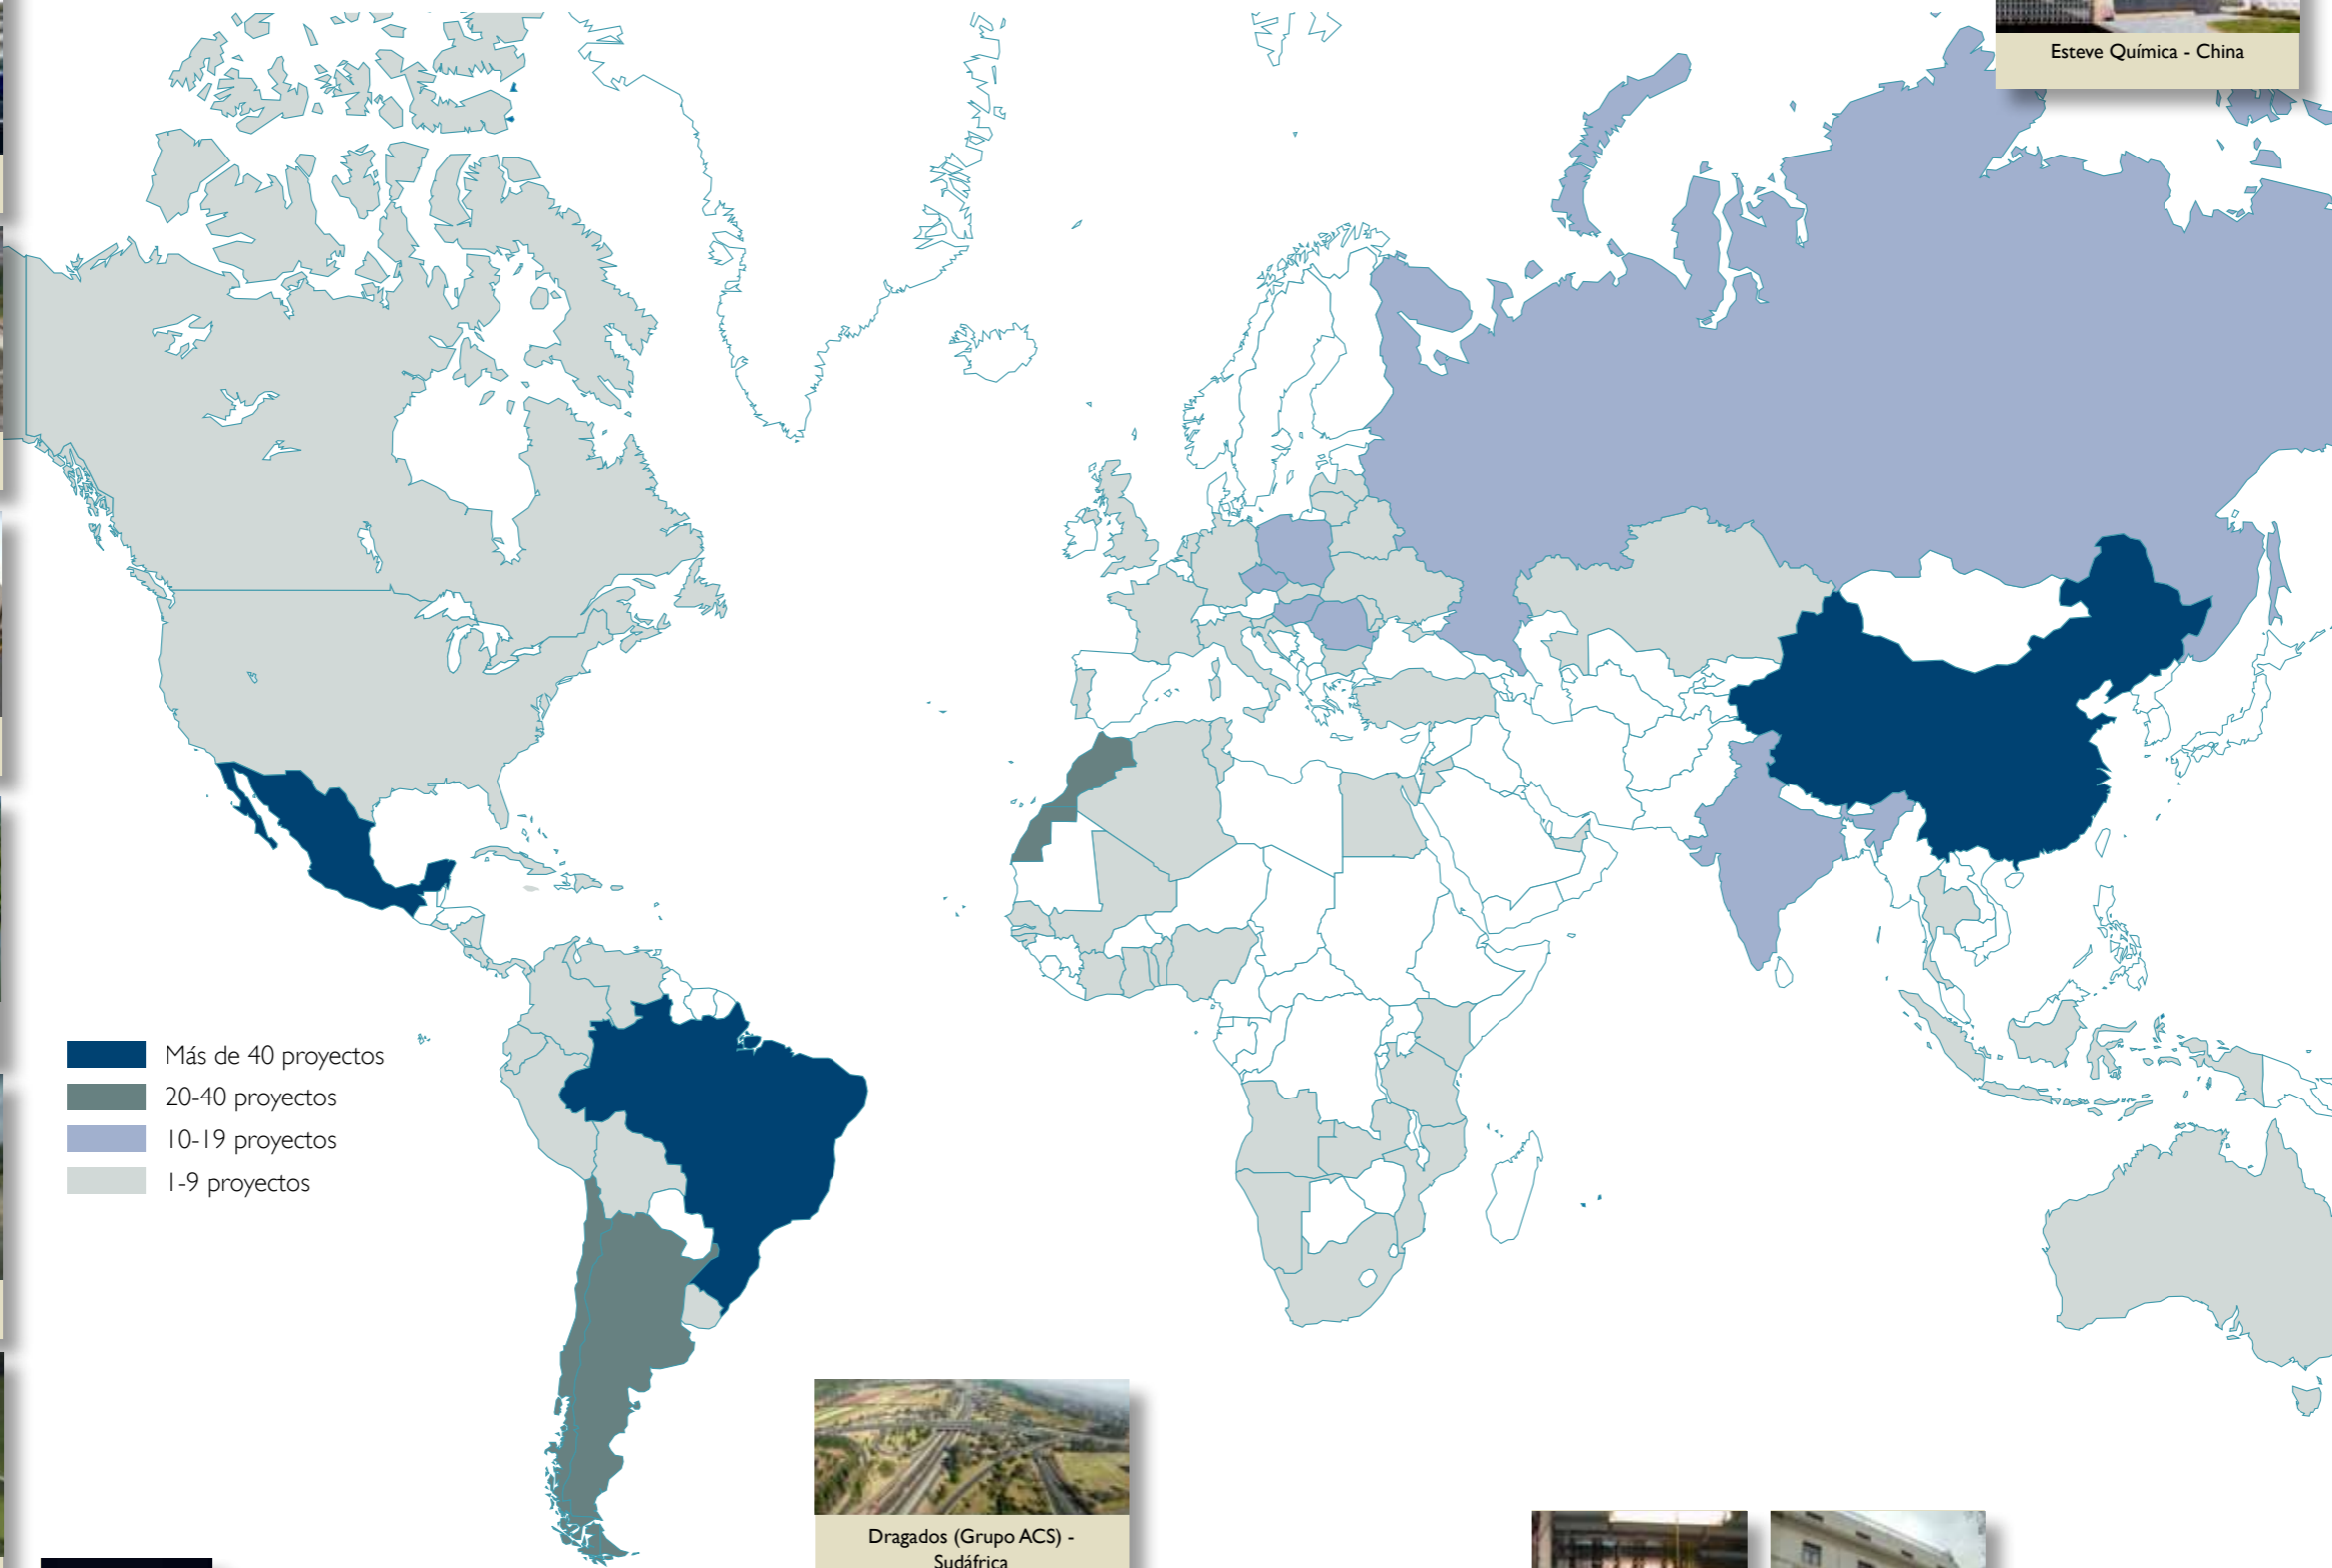 Esteve Química - China
Más de 40 proyectos
20-40 proyectos
10-19 proyectos
1-9 proyectos
Dragados (Grupo ACS) -
Sudáfrica